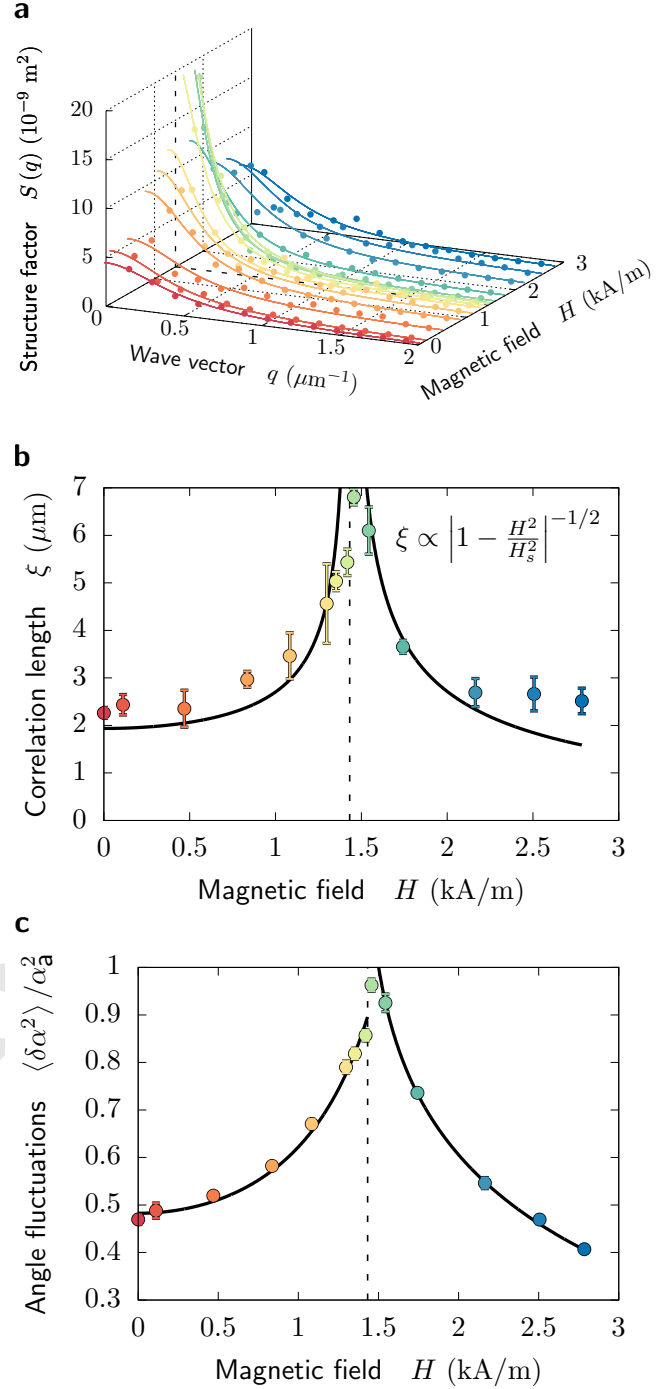 a
Structure factor S(q) (10⁻⁹ m²)
20
15
10
5
0
0
0.5
1
1.5
2
Wave vector q (μm⁻¹)
0
1
2
3
Magnetic field H (kA/m)
b
Correlation length ξ (μm)
7
6
5
4
3
2
1
0
ξ ∝ |1 − H²/Hₛ²|^(−1/2)
0 0.5 1 1.5 2 2.5 3
Magnetic field H (kA/m)
c
Angle fluctuations ⟨δα²⟩/αₐ²
1
0.9
0.8
0.7
0.6
0.5
0.4
0.3
0 0.5 1 1.5 2 2.5 3
Magnetic field H (kA/m)